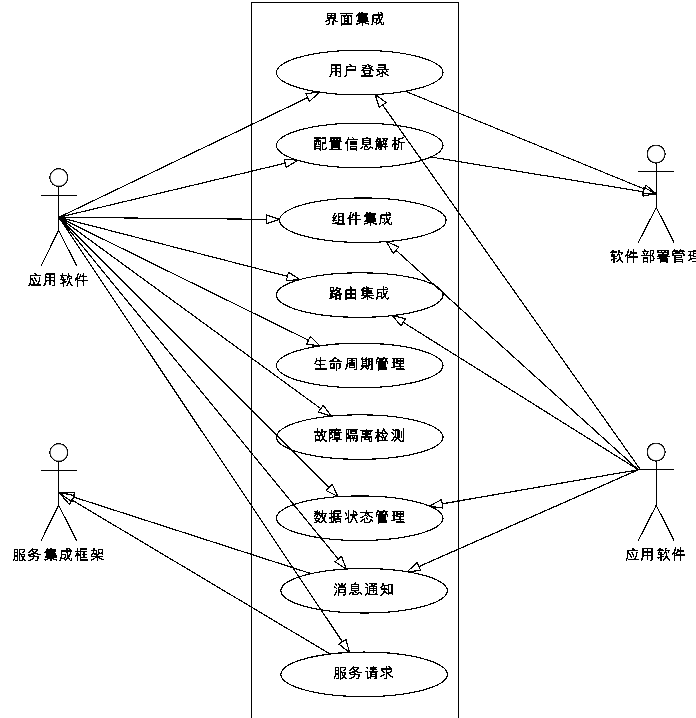 界面集成
用户登录
配置信息解析
组件集成
软件部署管理
应用软件
路由集成
生命周期管理
故障隔离检测
数据状态管理
服务集成框架
应用软件
消息通知
服务请求